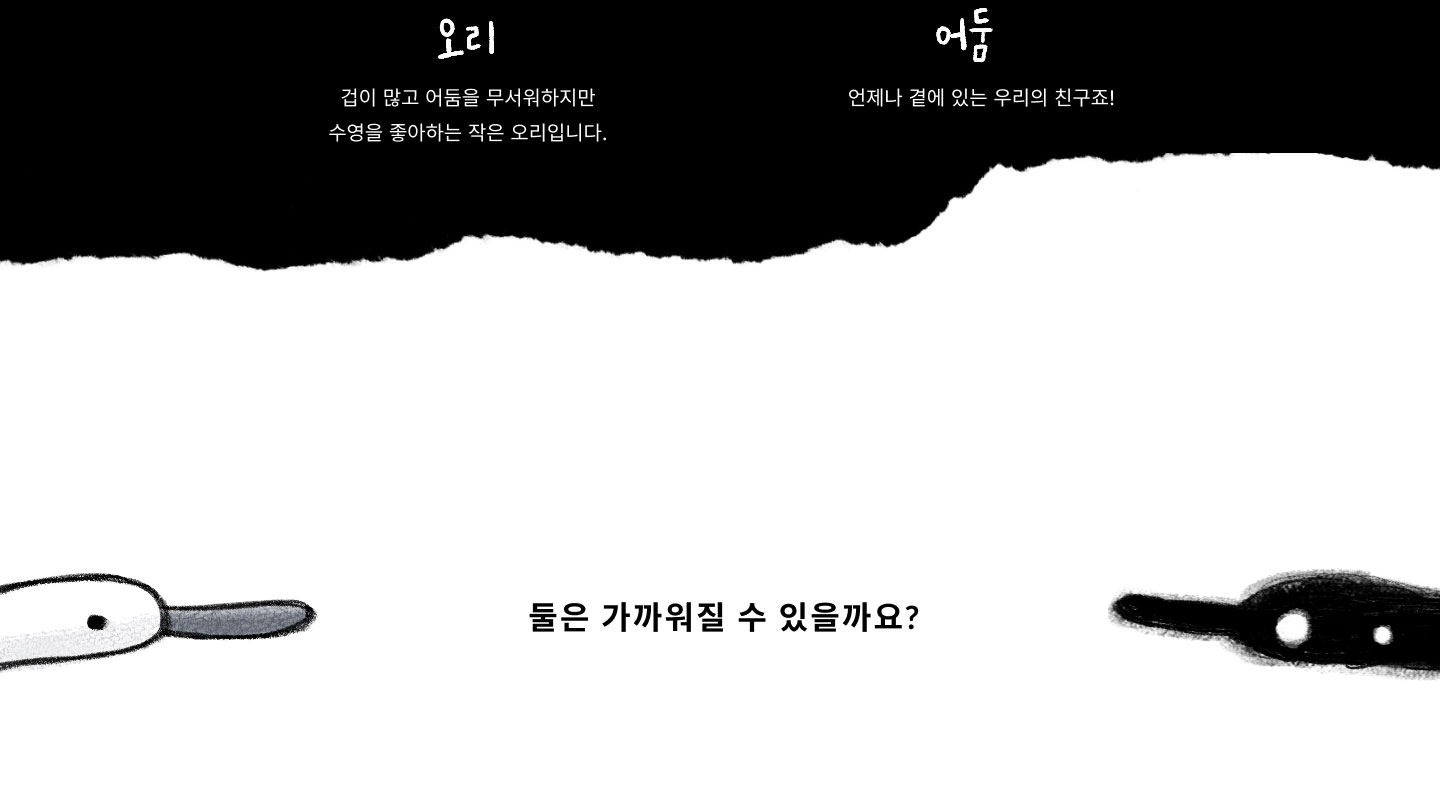 오리
겁이 많고 어둠을 무서워하지만
수영을 좋아하는 작은 오리입니다.
어둠
언제나 곁에 있는 우리의 친구죠!
둘은 가까워질 수 있을까요?